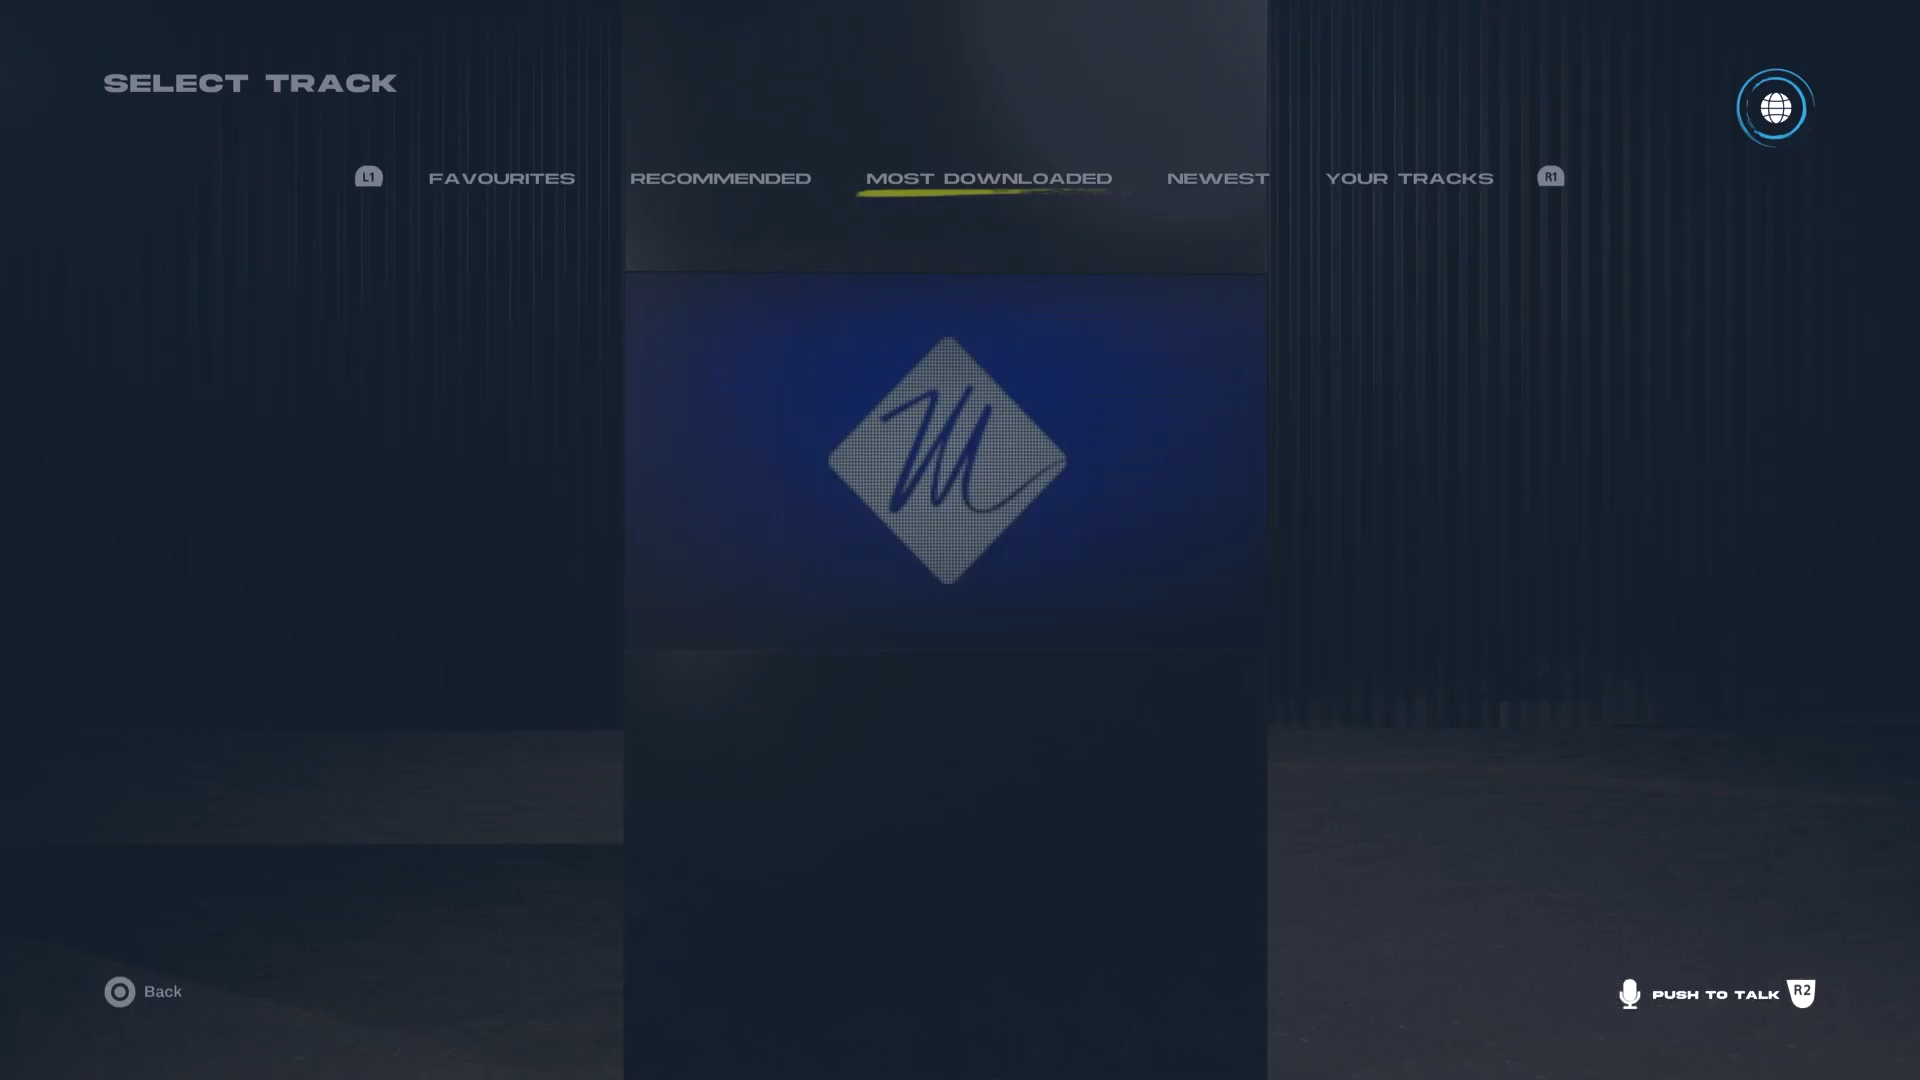 SELECT TRACK
L1 FAVOURITES RECOMMENDED MOST DOWNLOADED NEWEST YOUR TRACKS R1
M
Back
PUSH TO TALK R2